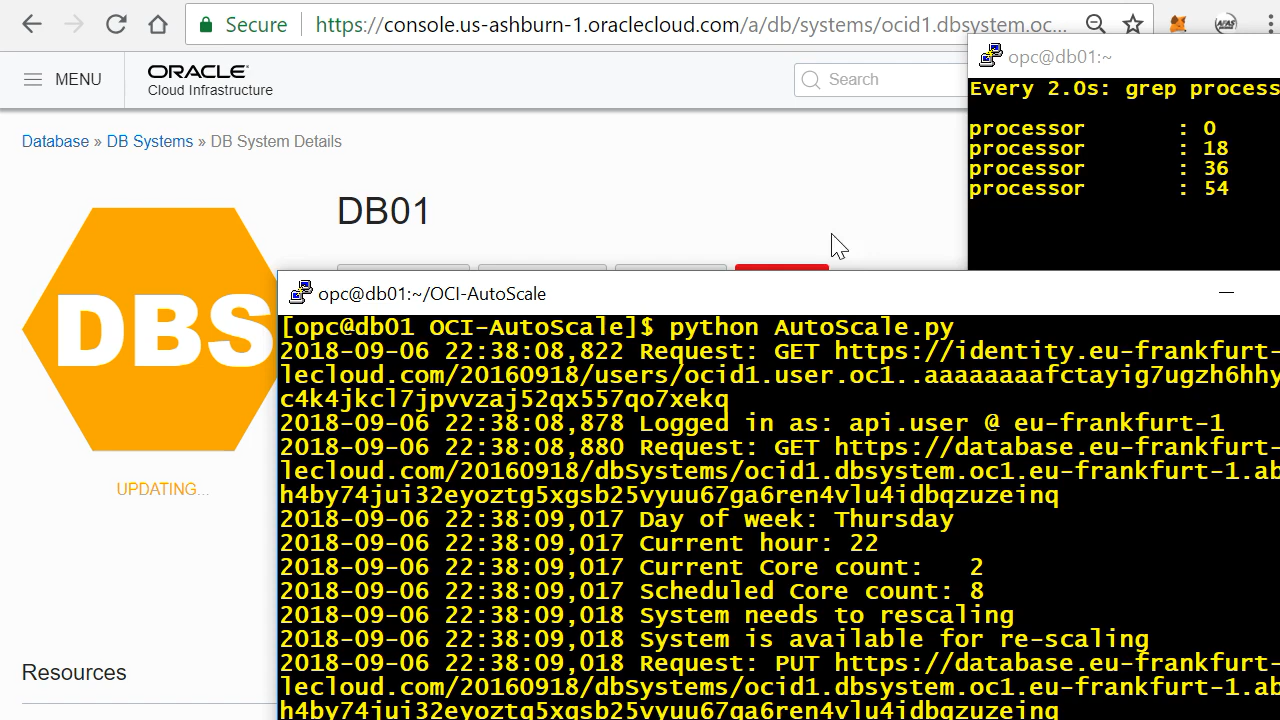 Secure
https://console.us-ashburn-1.oraclecloud.com/a/db/systems/ocid1.dbsystem.oc...
MENU
ORACLE
Cloud Infrastructure
Search
opc@db01:~
Every 2.0s: grep process
processor : 0
processor : 18
processor : 36
processor : 54
Database » DB Systems » DB System Details
DBS
DB01
UPDATING...
Resources
opc@db01:~/OCI-AutoScale
[opc@db01 OCI-AutoScale]$ python AutoScale.py
2018-09-06 22:38:08,822 Request: GET https://identity.eu-frankfurt-
lecloud.com/20160918/users/ocid1.user.oc1..aaaaaaaafctayig7ugzh6hhy
c4k4jkcl7jpvvzaj52qx557qo7xekq
2018-09-06 22:38:08,878 Logged in as: api.user @ eu-frankfurt-1
2018-09-06 22:38:08,880 Request: GET https://database.eu-frankfurt-
lecloud.com/20160918/dbSystems/ocid1.dbsystem.oc1.eu-frankfurt-1.ab
h4by74jui32eyoztg5xgsb25vyuu67ga6ren4vlu4idbqzuzeinq
2018-09-06 22:38:09,017 Day of week: Thursday
2018-09-06 22:38:09,017 Current hour: 22
2018-09-06 22:38:09,017 Current Core count: 2
2018-09-06 22:38:09,017 Scheduled Core count: 8
2018-09-06 22:38:09,018 System needs to rescaling
2018-09-06 22:38:09,018 System is available for re-scaling
2018-09-06 22:38:09,018 Request: PUT https://database.eu-frankfurt-
lecloud.com/20160918/dbSystems/ocid1.dbsystem.oc1.eu-frankfurt-1.ab
h4by74jui32eyoztg5xgsb25vyuu67ga6ren4vlu4idbqzuzeinq